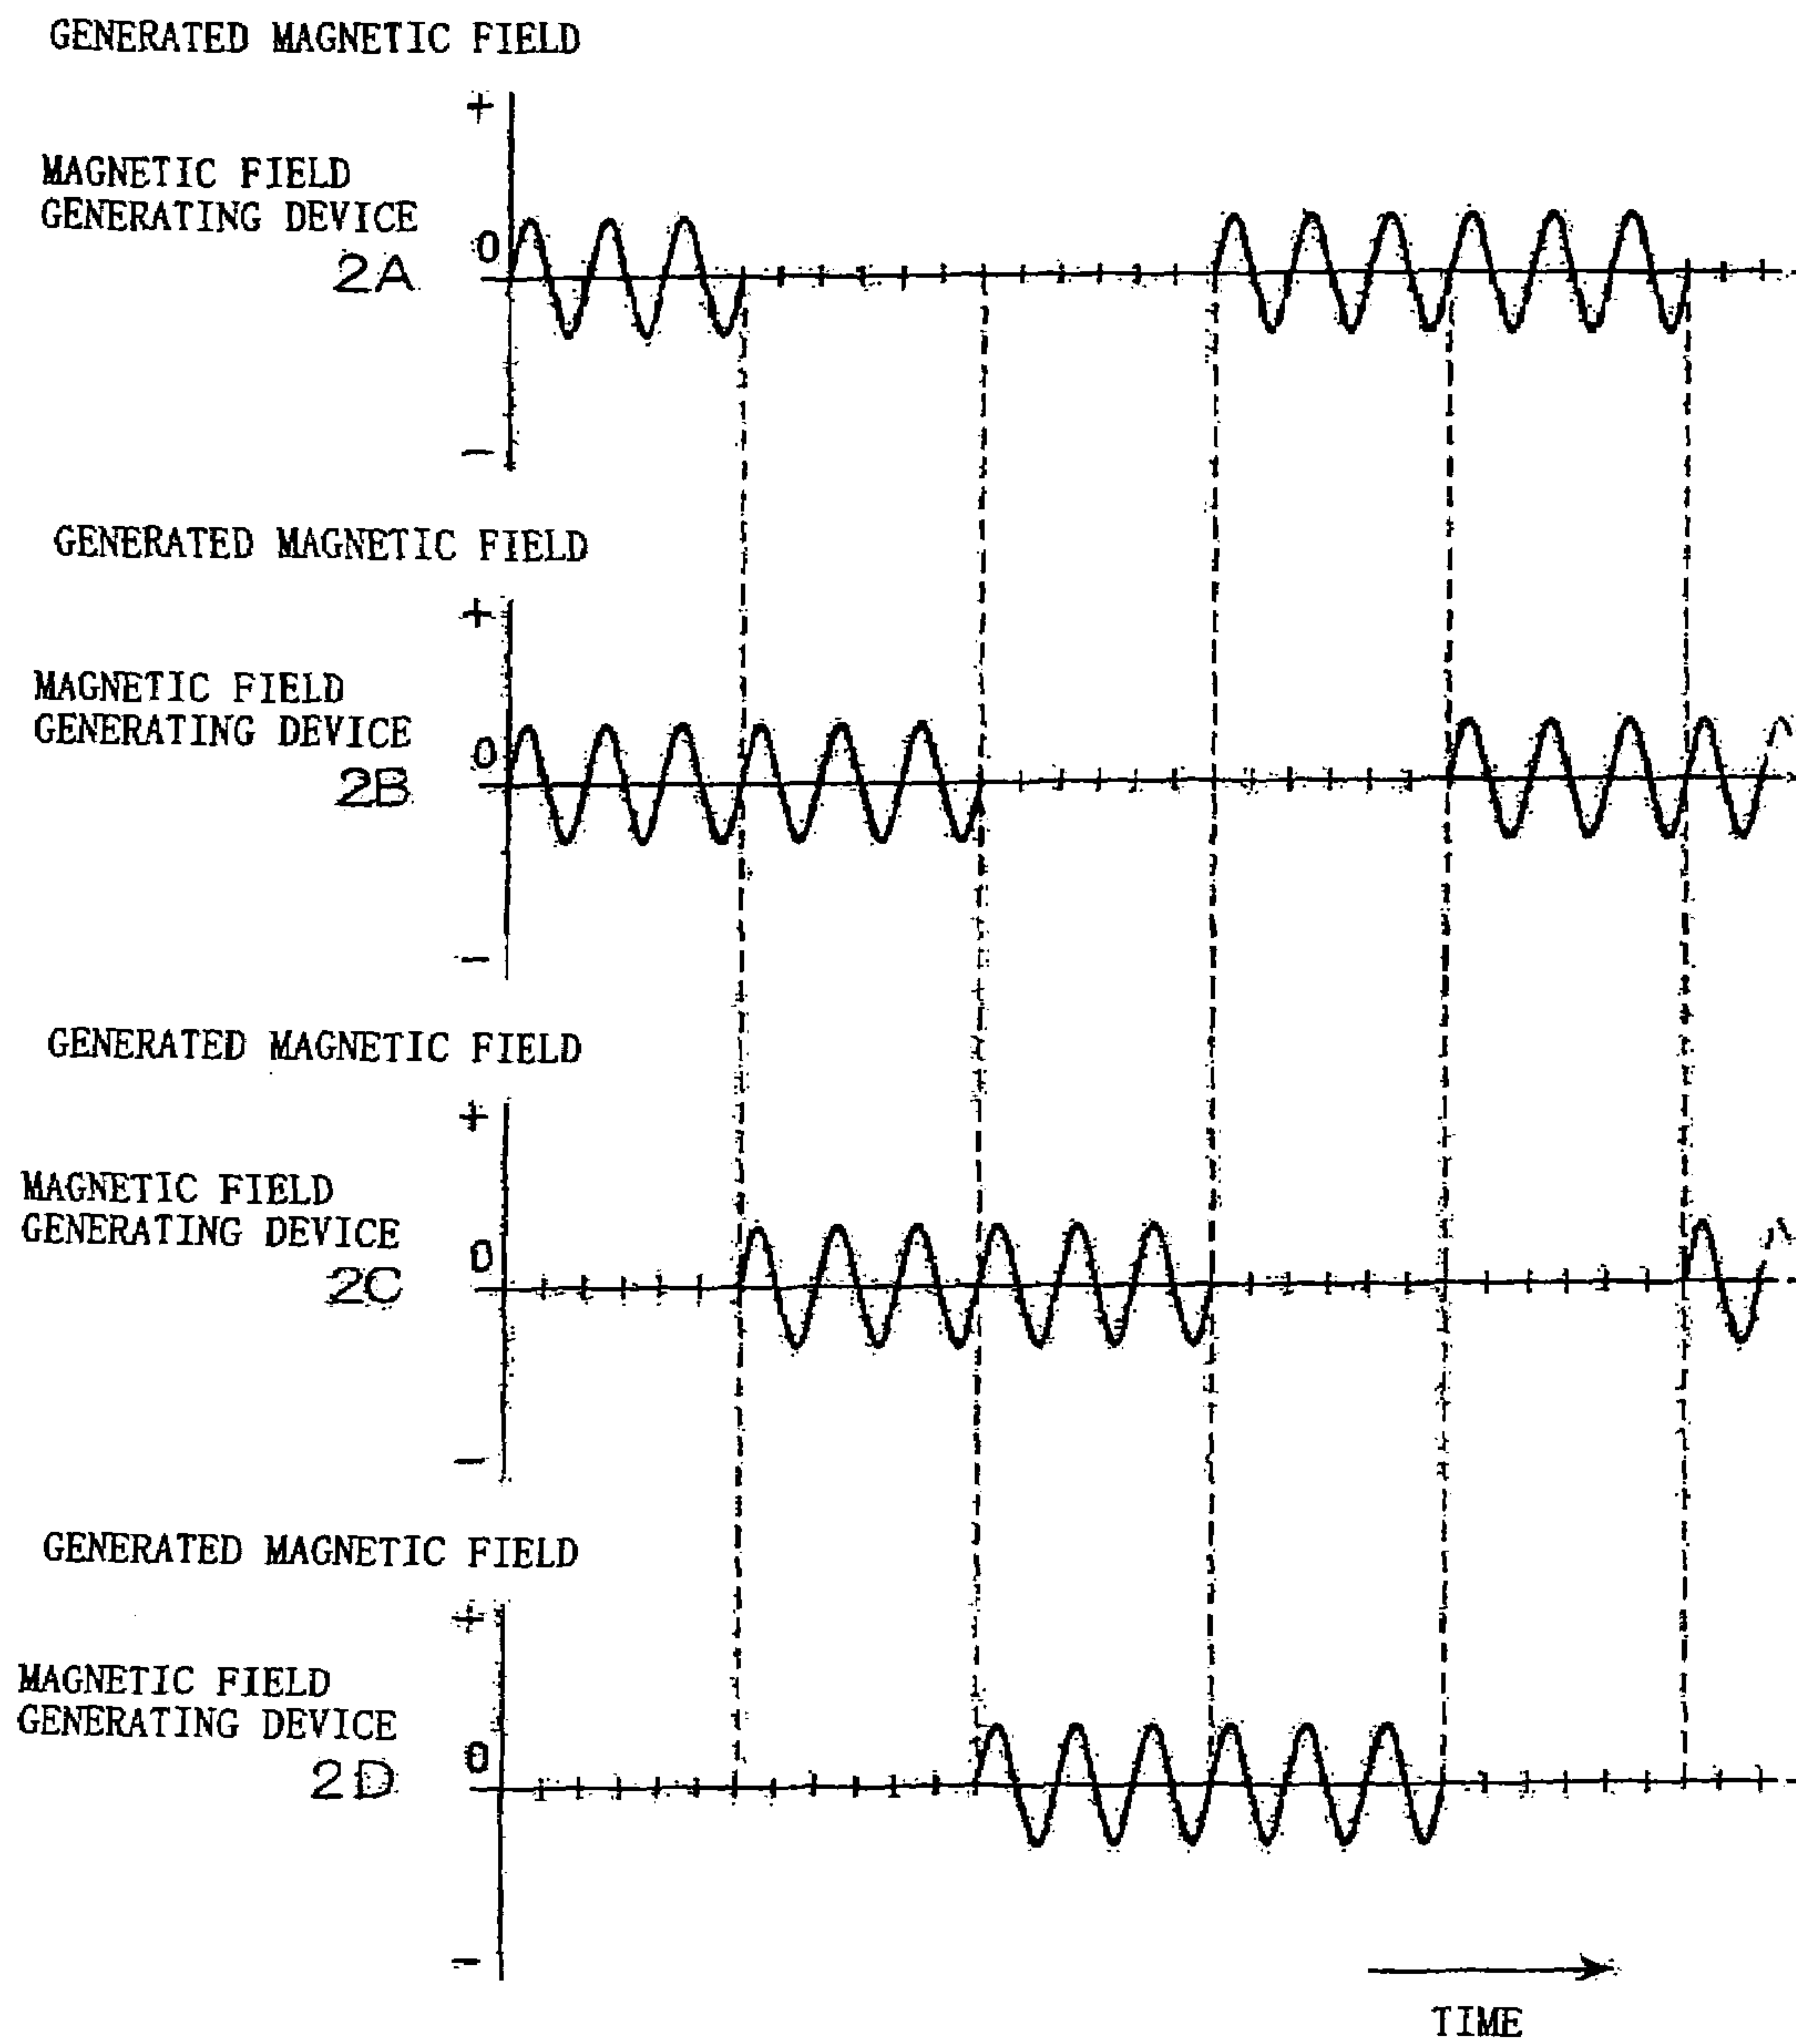 GENERATED MAGNETIC FIELD
+
MAGNETIC FIELD
GENERATING DEVICE
2A
0
−
GENERATED MAGNETIC FIELD
+
MAGNETIC FIELD
GENERATING DEVICE
2B
0
−
GENERATED MAGNETIC FIELD
+
MAGNETIC FIELD
GENERATING DEVICE
2C
0
−
GENERATED MAGNETIC FIELD
+
MAGNETIC FIELD
GENERATING DEVICE
2D
0
−
TIME